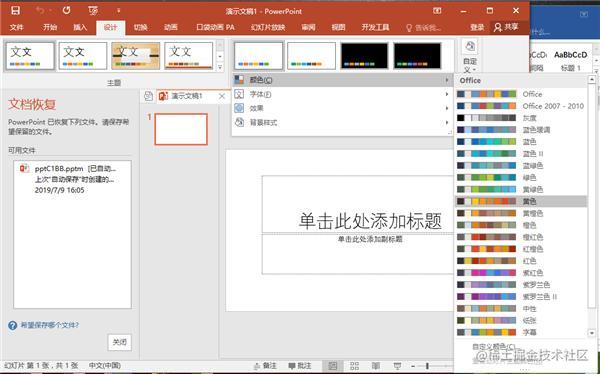 演示文稿1 - PowerPoint
文件 开始 插入 设计 切换 动画 口袋动画 PA 幻灯片放映 审阅 视图 开发工具 告诉我... 登录 共享
什么...
文文 文文 文文 文文
自定义
主题
AaBbCcD AaBbC
标题 1
颜色(C)
字体(F)
效果
背景样式
演示文稿1
文档恢复
PowerPoint 已恢复下列文件。请保存希望保留的文件。
可用文件
pptC1BB.pptm [已自动...
上次“自动保存”时创建的...
2019/7/9 16:05
希望保存哪个文件?
关闭
1
单击此处添加标题
单击此处添加副标题
Office
Office
Office 2007 - 2010
灰度
蓝色暖调
蓝色
蓝色 II
蓝绿色
绿色
黄绿色
黄色
黄橙色
橙色
橙红色
红橙色
红色
紫红色
紫罗兰色
紫罗兰色 II
中性
纸张
字幕
自定义颜色(C)...
幻灯片 第 1 张,共 1 张 中文(中国) 备注 批注
@稀土掘金技术社区